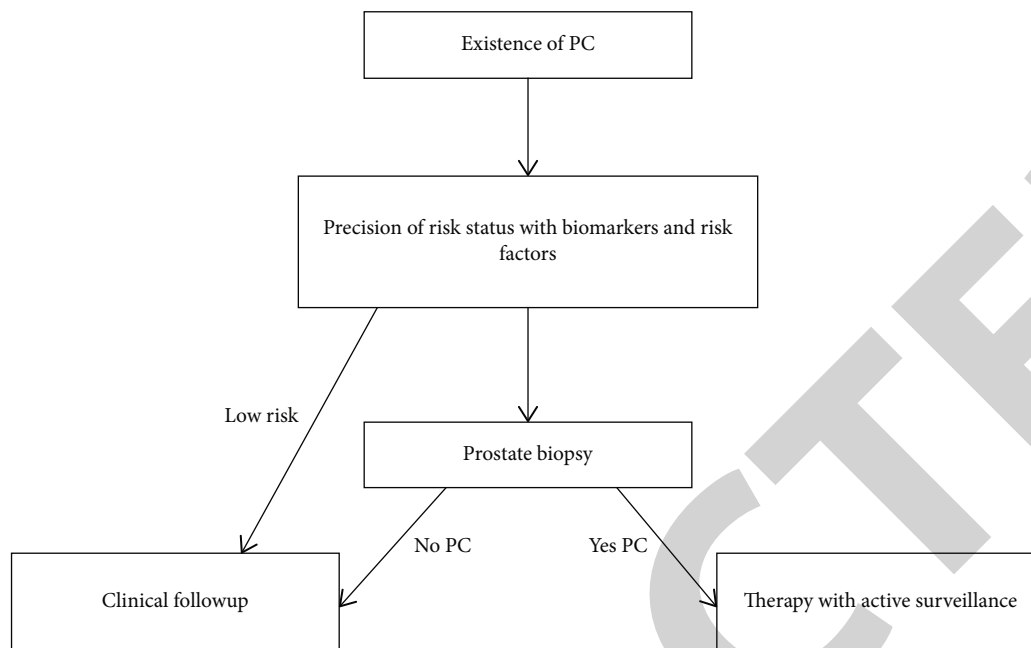 Existence of PC
Precision of risk status with biomarkers and risk
factors
Low risk
Prostate biopsy
No PC
Yes PC
Clinical followup
Therapy with active surveillance
CTE